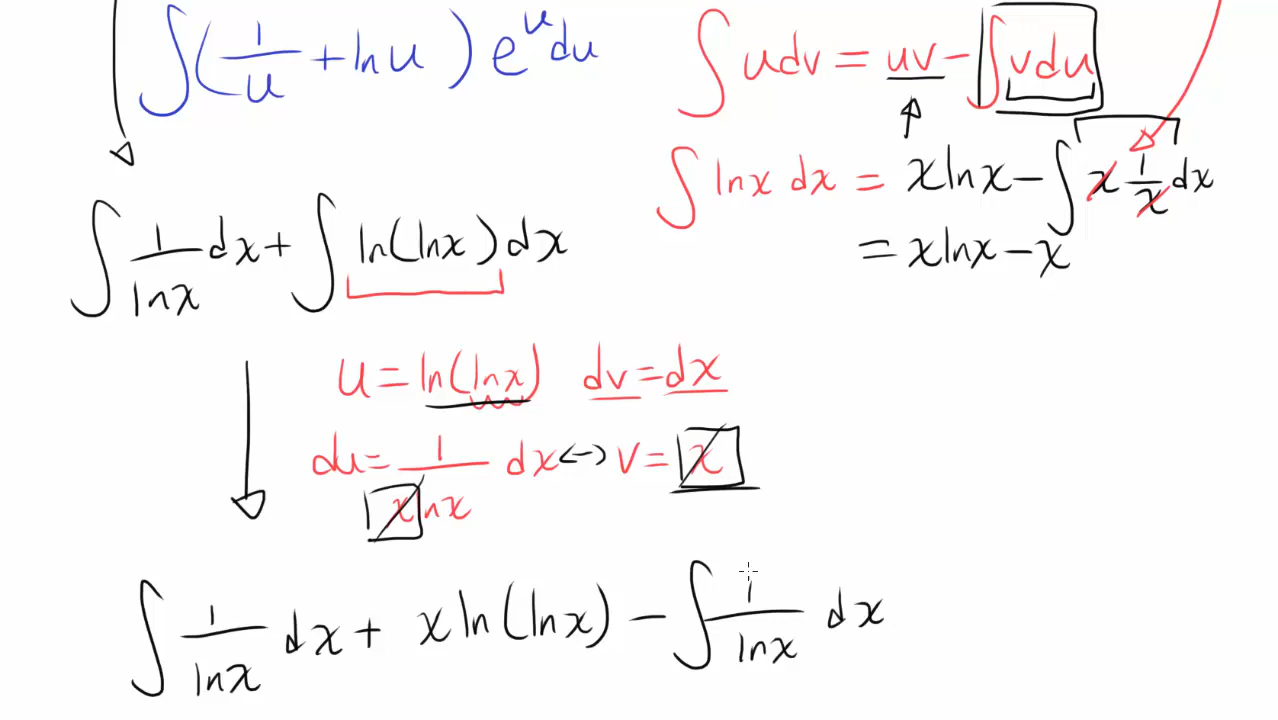 ∫(1/u + ln u) e^u du
∫ u dv = uv − ∫ v du
∫ ln x dx = x ln x − ∫ x 1/x dx
= x ln x − x
∫ 1/ln x dx + ∫ ln(ln x) dx
u = ln(ln x) dv = dx
du = 1/(x ln x) dx ↔ v = x
∫ 1/ln x dx + x ln(ln x) − ∫ 1/ln x dx